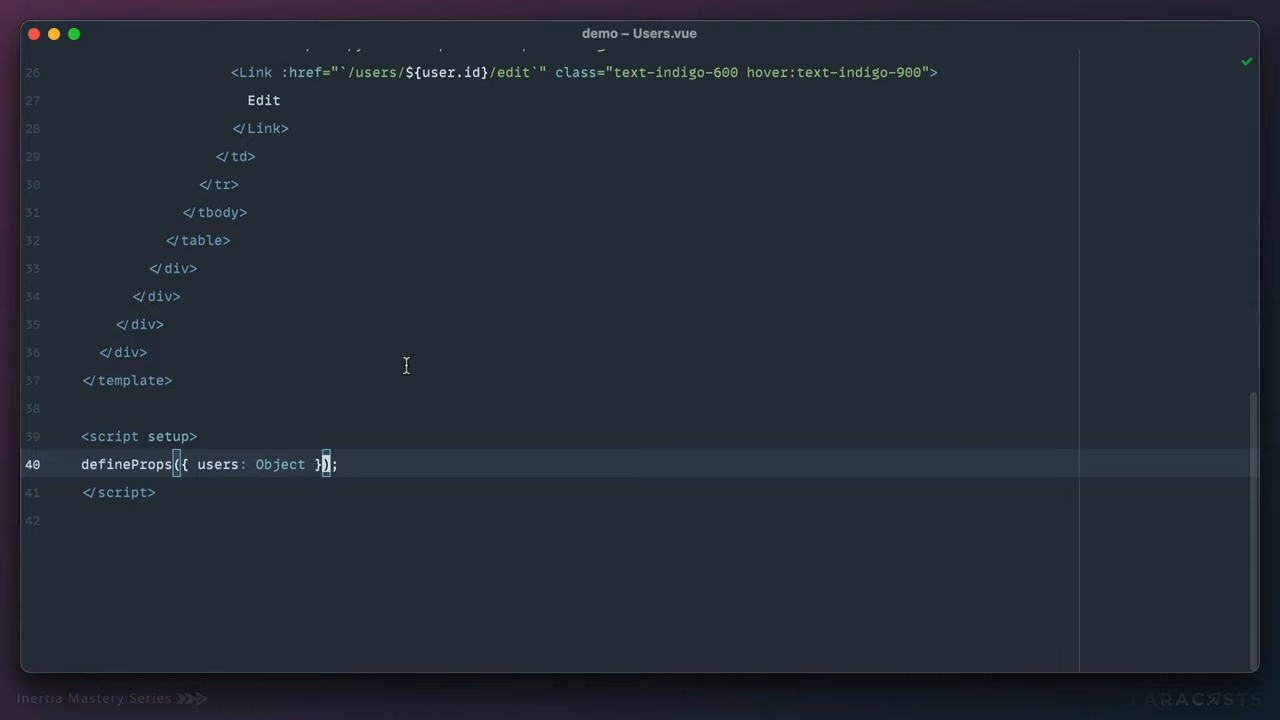 demo – Users.vue
26 <Link :href="`/users/${user.id}/edit`" class="text-indigo-600 hover:text-indigo-900">
27 Edit
28 </Link>
29 </td>
30 </tr>
31 </tbody>
32 </table>
33 </div>
34 </div>
35 </div>
36 </div>
37 </template>
38
39 <script setup>
40 defineProps({ users: Object });
41 </script>
42
Inertia Mastery Series
LARACASTS